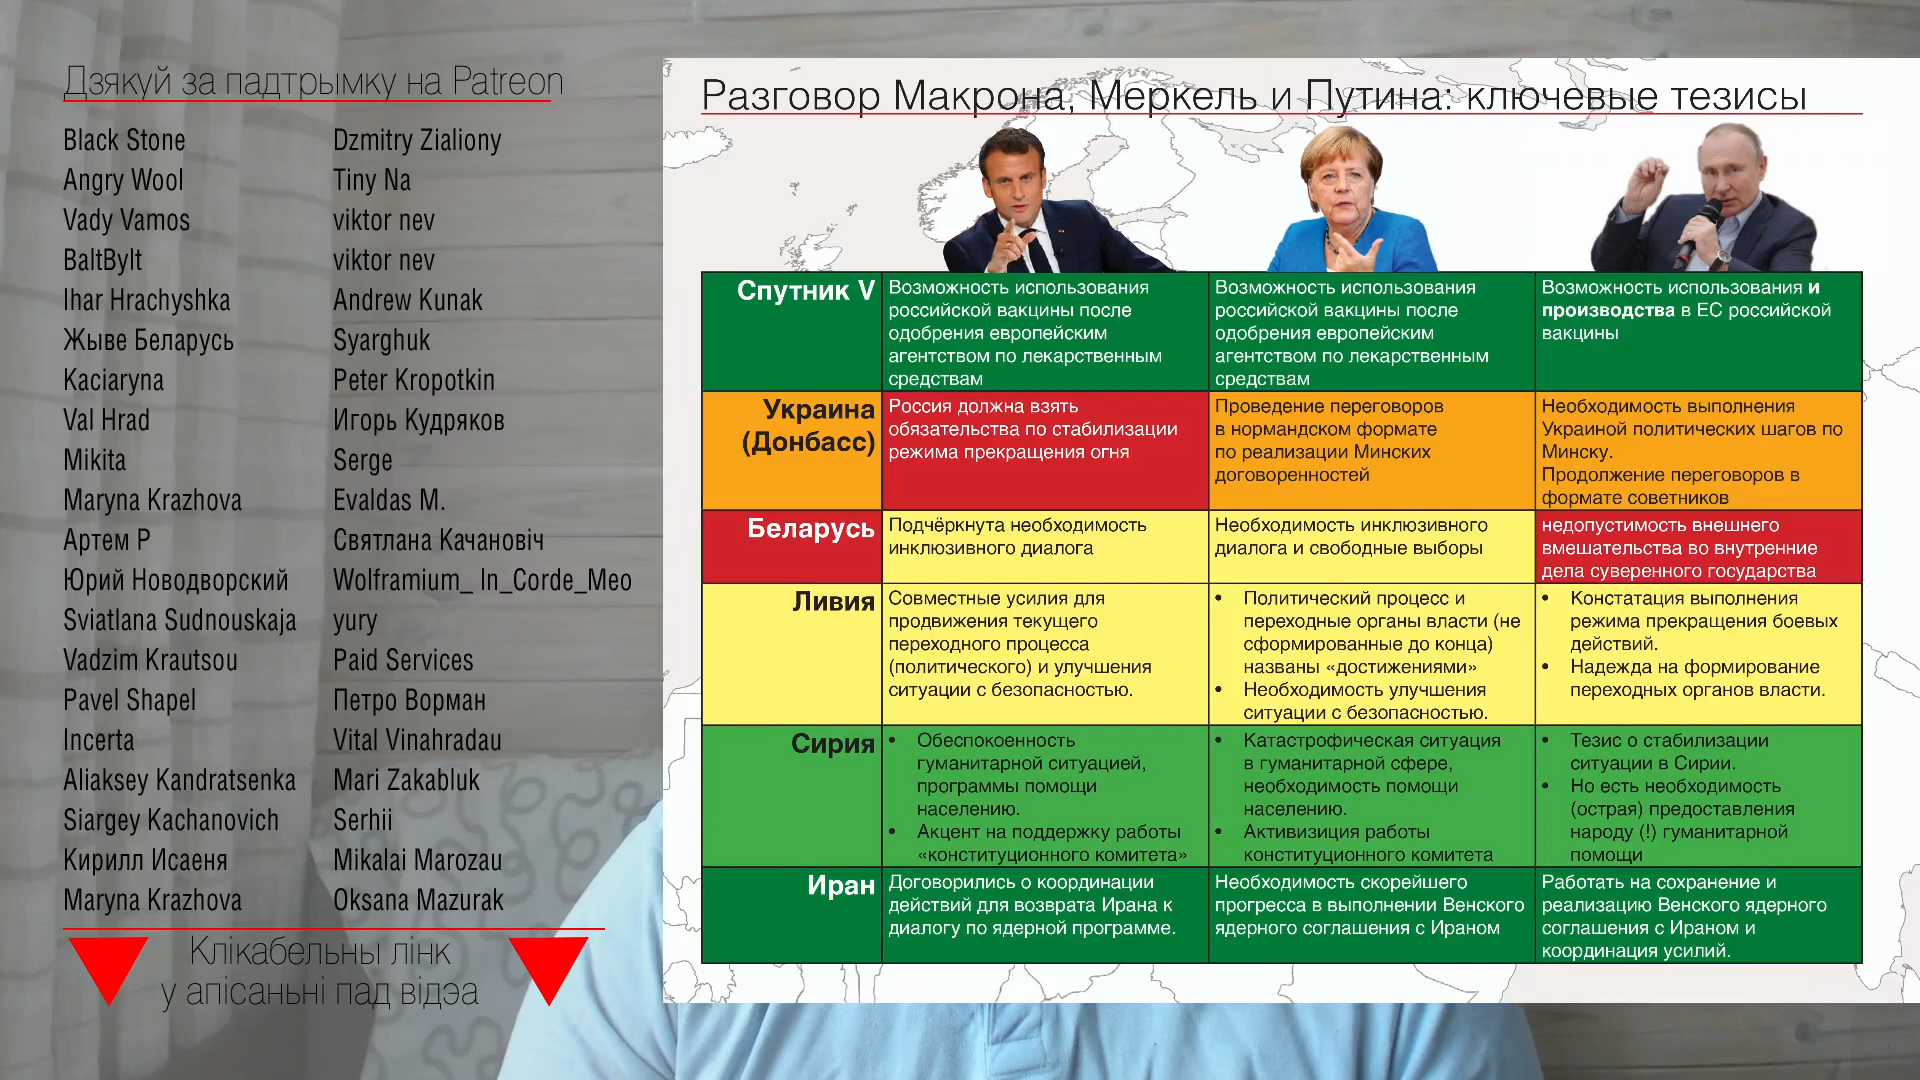 Дзякуй за падтрымку на Patreon
Black Stone
Angry Wool
Vady Vamos
BaltBylt
Ihar Hrachyshka
Жыве Беларусь
Kaciaryna
Val Hrad
Mikita
Maryna Krazhova
Артем Р
Юрий Новодворский
Sviatlana Sudnouskaja
Vadzim Krautsou
Pavel Shapel
Incerta
Aliaksey Kandratsenka
Siargey Kachanovich
Кирилл Исаеня
Maryna Krazhova
Dzmitry Zialiony
Tiny Na
viktor nev
viktor nev
Andrew Kunak
Syarghuk
Peter Kropotkin
Игорь Кудряков
Serge
Evaldas M.
Святлана Качановіч
Wolframium_ In_Corde_Meo
yury
Paid Services
Петро Ворман
Vital Vinahradau
Mari Zakabluk
Serhii
Mikalai Marozau
Oksana Mazurak
Клікабельны лінк
у апісаньні пад відэа
Разговор Макрона, Меркель и Путина: ключевые тезисы
Спутник V
Возможность использования
российской вакцины после
одобрения европейским
агентством по лекарственным
средствам
Возможность использования
российской вакцины после
одобрения европейским
агентством по лекарственным
средствам
Возможность использования и
производства в ЕС российской
вакцины
Украина
(Донбасс)
Россия должна взять
обязательства по стабилизации
режима прекращения огня
Проведение переговоров
в нормандском формате
по реализации Минских
договоренностей
Необходимость выполнения
Украиной политических шагов по
Минску.
Продолжение переговоров в
формате советников
Беларусь
Подчёркнута необходимость
инклюзивного диалога
Необходимость инклюзивного
диалога и свободные выборы
недопустимость внешнего
вмешательства во внутренние
дела суверенного государства
Ливия
Совместные усилия для
продвижения текущего
переходного процесса
(политического) и улучшения
ситуации с безопасностью.
• Политический процесс и
переходные органы власти (не
сформированные до конца)
названы «достижениями»
• Необходимость улучшения
ситуации с безопасностью.
• Констатация выполнения
режима прекращения боевых
действий.
• Надежда на формирование
переходных органов власти.
Сирия
• Обеспокоенность
гуманитарной ситуацией,
программы помощи
населению.
• Акцент на поддержку работы
«конституционного комитета»
• Катастрофическая ситуация
в гуманитарной сфере,
необходимость помощи
населению.
• Активизиция работы
конституционного комитета
• Тезис о стабилизации
ситуации в Сирии.
• Но есть необходимость
(острая) предоставления
народу (!) гуманитарной
помощи
Иран
Договорились о координации
действий для возврата Ирана к
диалогу по ядерной программе.
Необходимость скорейшего
прогресса в выполнении Венского
ядерного соглашения с Ираном
Работать на сохранение и
реализацию Венского ядерного
соглашения с Ираном и
координация усилий.